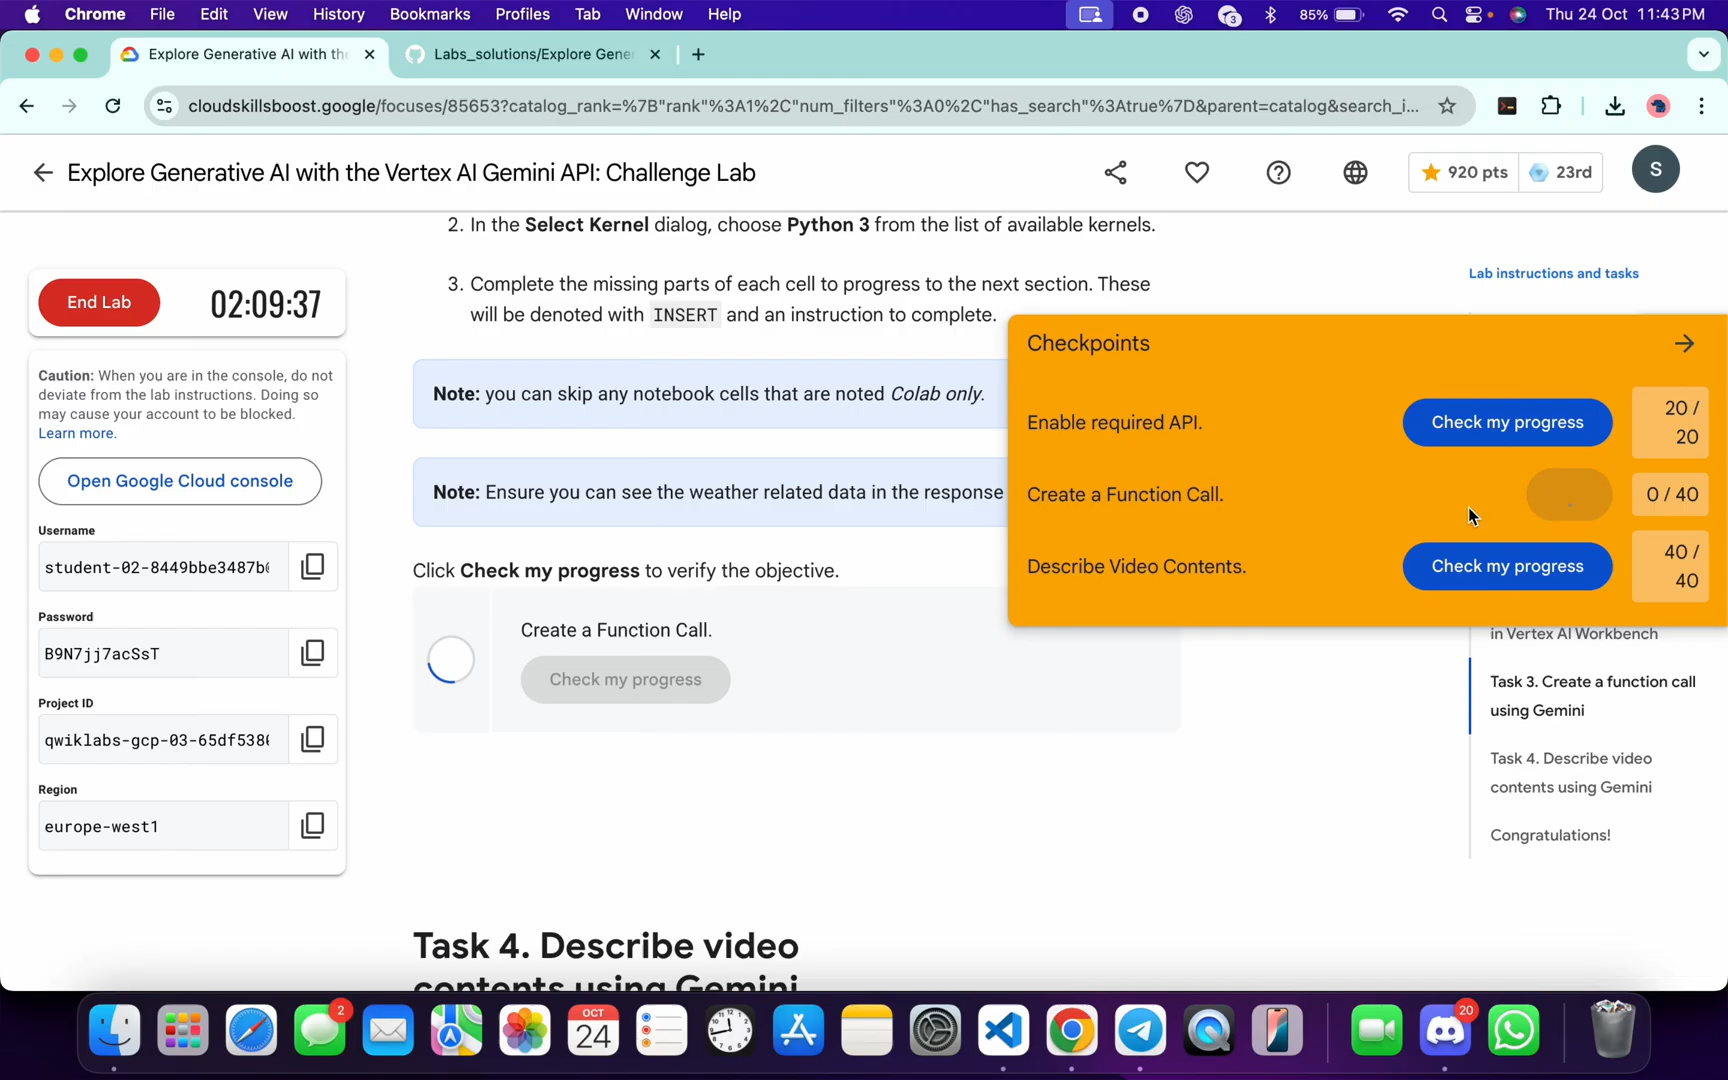 Chrome File Edit View History Bookmarks Profiles Tab Window Help 3 85% Thu 24 Oct 11:43 PM
Explore Generative AI with the Labs_solutions/Explore Gener
cloudskillsboost.google/focuses/85653?catalog_rank=%7B"rank"%3A1%2C"num_filters"%3A0%2C"has_search"%3Atrue%7D&parent=catalog&search_i...
Explore Generative AI with the Vertex AI Gemini API: Challenge Lab 920 pts 23rd S
2. In the Select Kernel dialog, choose Python 3 from the list of available kernels.
3. Complete the missing parts of each cell to progress to the next section. These
will be denoted with INSERT and an instruction to complete.
Note: you can skip any notebook cells that are noted Colab only.
Note: Ensure you can see the weather related data in the response
Click Check my progress to verify the objective.
Create a Function Call.
Check my progress
Task 4. Describe video
contents using Gemini
End Lab 02:09:37
Caution: When you are in the console, do not
deviate from the lab instructions. Doing so
may cause your account to be blocked.
Learn more.
Open Google Cloud console
Username
student-02-8449bbe3487b
Password
B9N7jj7acSsT
Project ID
qwiklabs-gcp-03-65df538
Region
europe-west1
Lab instructions and tasks
Checkpoints
Enable required API. Check my progress 20 /
20
Create a Function Call. 0 / 40
Describe Video Contents. Check my progress 40 /
40
in Vertex AI Workbench
Task 3. Create a function call
using Gemini
Task 4. Describe video
contents using Gemini
Congratulations!
2
OCT
24
20